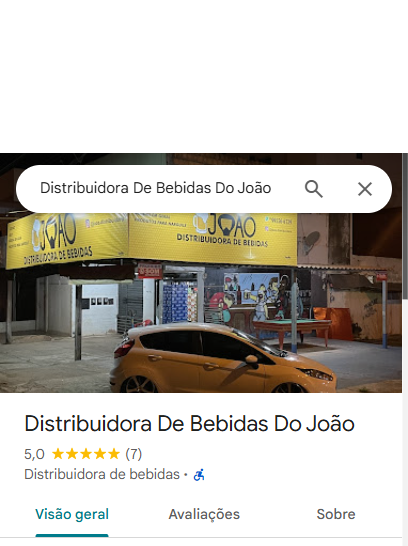 Distribuidora De Bebidas Do João
JOÃO
DISTRIBUIDORA DE BEBIDAS
JOÃO
DISTRIBUIDORA DE BEBIDAS
Distribuidora De Bebidas Do João
5,0 (7)
Distribuidora de bebidas ·
Visão geral
Avaliações
Sobre